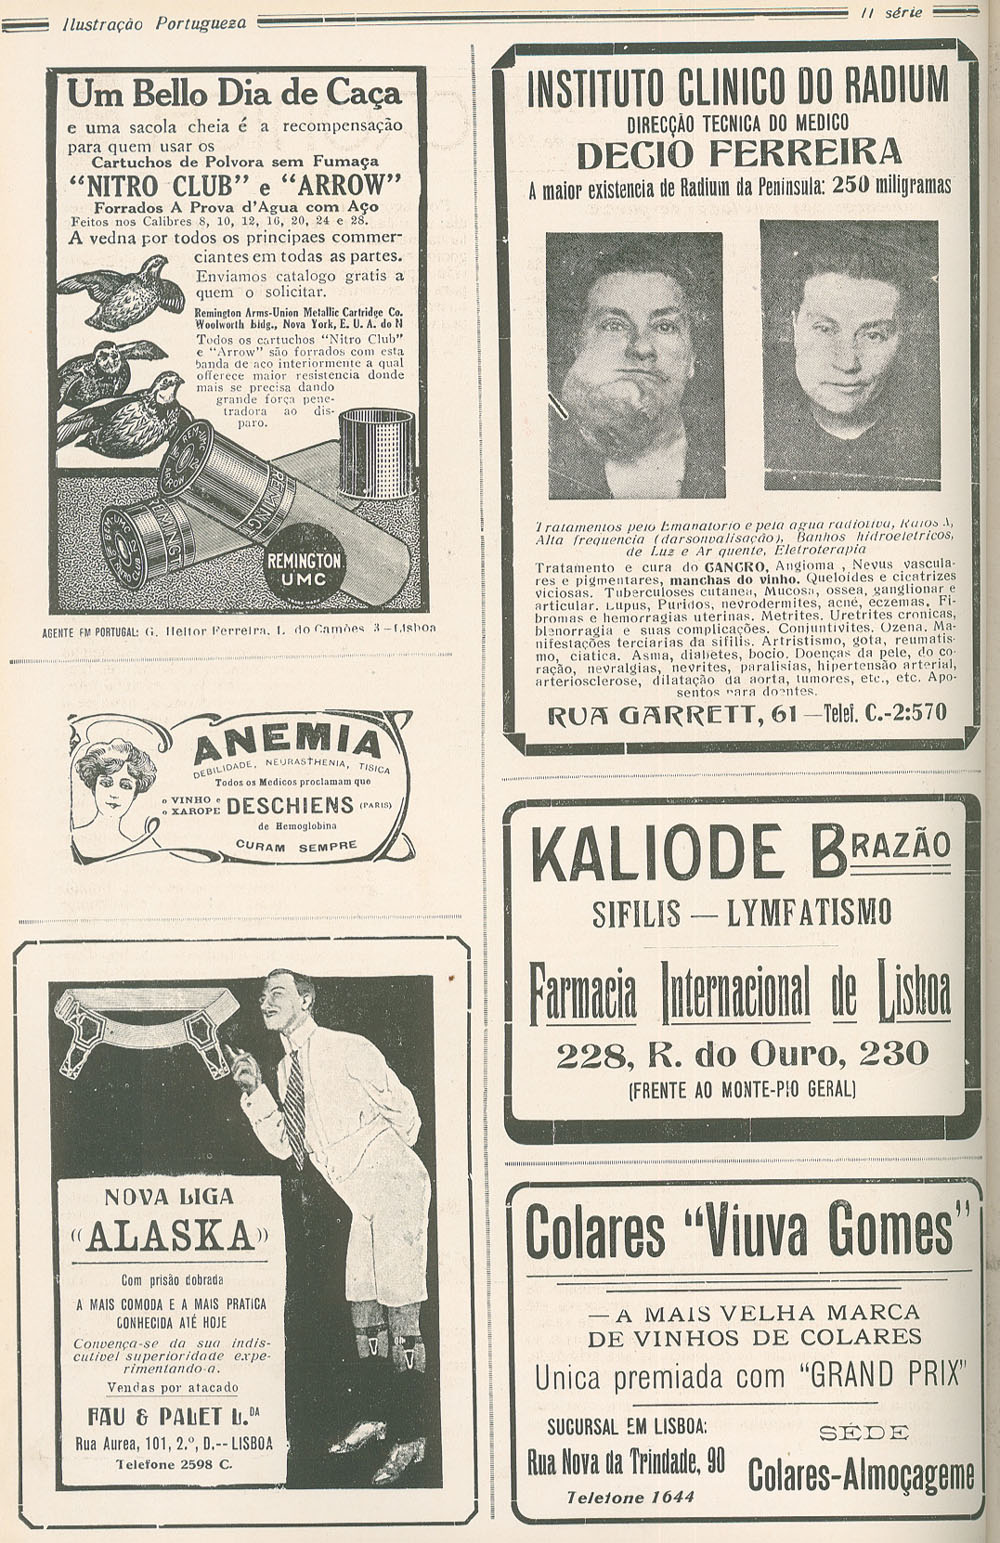 Ilustração Portugueza
II série
Um Bello Dia de Caça
e uma sacola cheia é a recompensação
para quem usar os
Cartuchos de Polvora sem Fumaça
“NITRO CLUB” e “ARROW”
Forrados A Prova d'Agua com Aço
Feitos nos Calibres 8, 10, 12, 16, 20, 24 e 28.
A vedna por todos os principaes commer-
ciantes em todas as partes.
Enviamos catalogo gratis a
quem o solicitar.
Remington Arms-Union Metallic Cartridge Co.
Woolworth bldg., Nova York, E. U. A. do N
Todos os cartuchos “Nitro Club”
e “Arrow” são forrados com esta
banda de aco interiormente a qual
offerece maior resistencia donde
mais se precisa dando
grande força pene-
tradora ao dis-
paro.
REMINGTON
UMC
AGENTE EM PORTUGAL: G. Heitor Ferreira, L. do Camões 3—Lisboa
ANEMIA
DEBILIDADE, NEURASTHENIA, TISICA
Todos os Medicos proclamam que
o VINHO e
o XAROPE DESCHIENS (PARIS)
de Hemoglobina
CURAM SEMPRE
NOVA LIGA
“ALASKA”
Com prisão dobrada
A MAIS COMODA E A MAIS PRATICA
CONHECIDA ATÉ HOJE
Convença-se da sua indis-
cutivel superioridade expe-
rimentando-a.
Vendas por atacado
FAU & PALET L.DA
Rua Aurea, 101, 2.º, D.--LISBOA
Telefone 2598 C.
INSTITUTO CLINICO DO RADIUM
DIRECÇÃO TECNICA DO MEDICO
DECIO FERREIRA
A maior existencia de Radium da Peninsula: 250 miligramas
Tratamentos pelo Emanatorio e pela agua radioativa, Raios X,
Alta frequencia (darsonvalisação), Banhos hidroeletricos,
de Luz e Ar quente, Eletroterapia
Tratamento e cura do CANCRO, Angioma, Nevus vascula-
res e pigmentares, manchas do vinho. Queloides e cicatrizes
viciosas. Tuberculoses cutanea, Mucosa, ossea, ganglionar e
articular. Lupus, Puridos, nevrodermites, acné, eczemas. Fi-
bromas e hemorragias uterinas. Metrites. Uretrites cronicas,
blenorragia e suas complicações. Conjuntivites. Ozena. Ma-
nifestações terciarias da sifilis. Artristismo, gota, reumatis-
mo, ciatica. Asma, diabetes, bocio. Doenças da pele, do co-
ração, nevralgias, nevrites, paralisias, hipertensão arterial,
arteriosclerose, dilatação da aorta, tumores, etc., etc. Apo-
sentos para doentes.
RUA GARRETT, 61—Telef. C.-2:570
KALIODE BRAZÃO
SIFILIS — LYMFATISMO
Farmacia Internacional de Lisboa
228, R. do Ouro, 230
(FRENTE AO MONTE-PIO GERAL)
Colares “Viuva Gomes”
—A MAIS VELHA MARCA
DE VINHOS DE COLARES
Unica premiada com “GRAND PRIX”
SUCURSAL EM LISBOA:
Rua Nova da Trindade, 90
Telefone 1644
SÉDE
Colares-Almoçageme